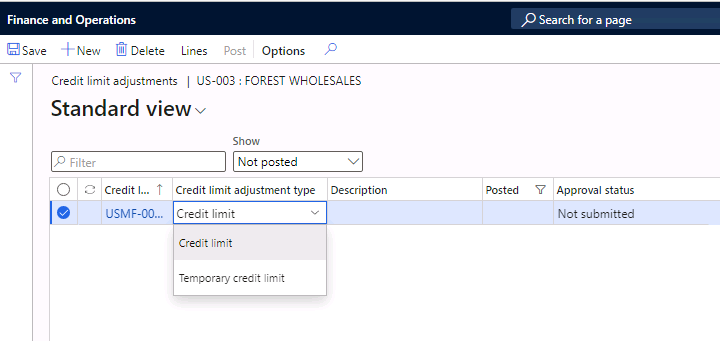 Finance and Operations
Search for a page
Save New Delete Lines Post Options
Credit limit adjustments | US-003 : FOREST WHOLESALES
Standard view
Show
Filter
Not posted
Credit l... Credit limit adjustment type Description Posted Approval status
USMF-00... Credit limit Not submitted
Credit limit
Temporary credit limit